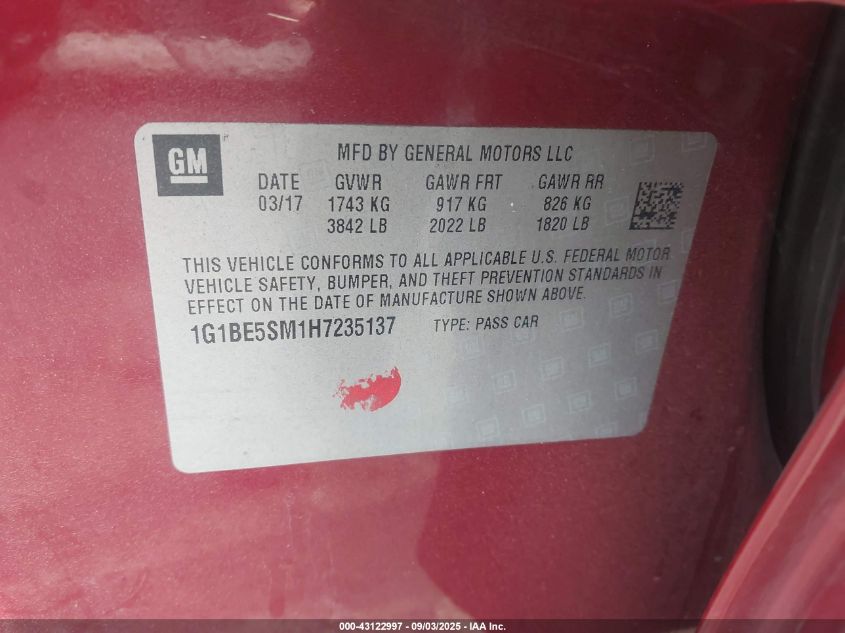 GM
MFD BY GENERAL MOTORS LLC
DATE GVWR GAWR FRT GAWR RR
03/17 1743 KG 917 KG 826 KG
3842 LB 2022 LB 1820 LB
THIS VEHICLE CONFORMS TO ALL APPLICABLE U.S. FEDERAL MOTOR
VEHICLE SAFETY, BUMPER, AND THEFT PREVENTION STANDARDS IN
EFFECT ON THE DATE OF MANUFACTURE SHOWN ABOVE.
1G1BE5SM1H7235137 TYPE: PASS CAR
000-43122997 - 09/03/2025 - IAA Inc.